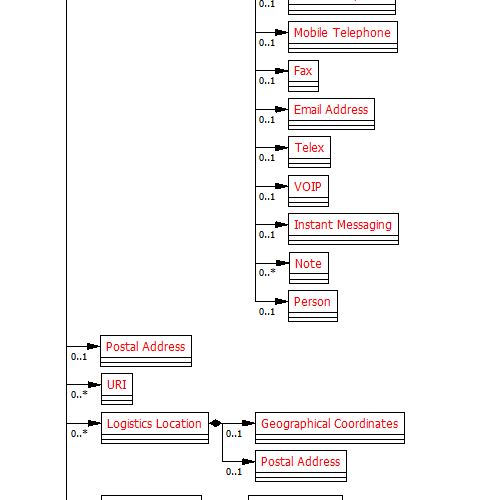 0..1
Mobile Telephone
0..1
Fax
0..1
Email Address
0..1
Telex
0..1
VOIP
0..1
Instant Messaging
0..1
Note
0..*
Person
0..1
Postal Address
0..1
URI
0..*
Logistics Location
0..*
Geographical Coordinates
0..1
Postal Address
0..1